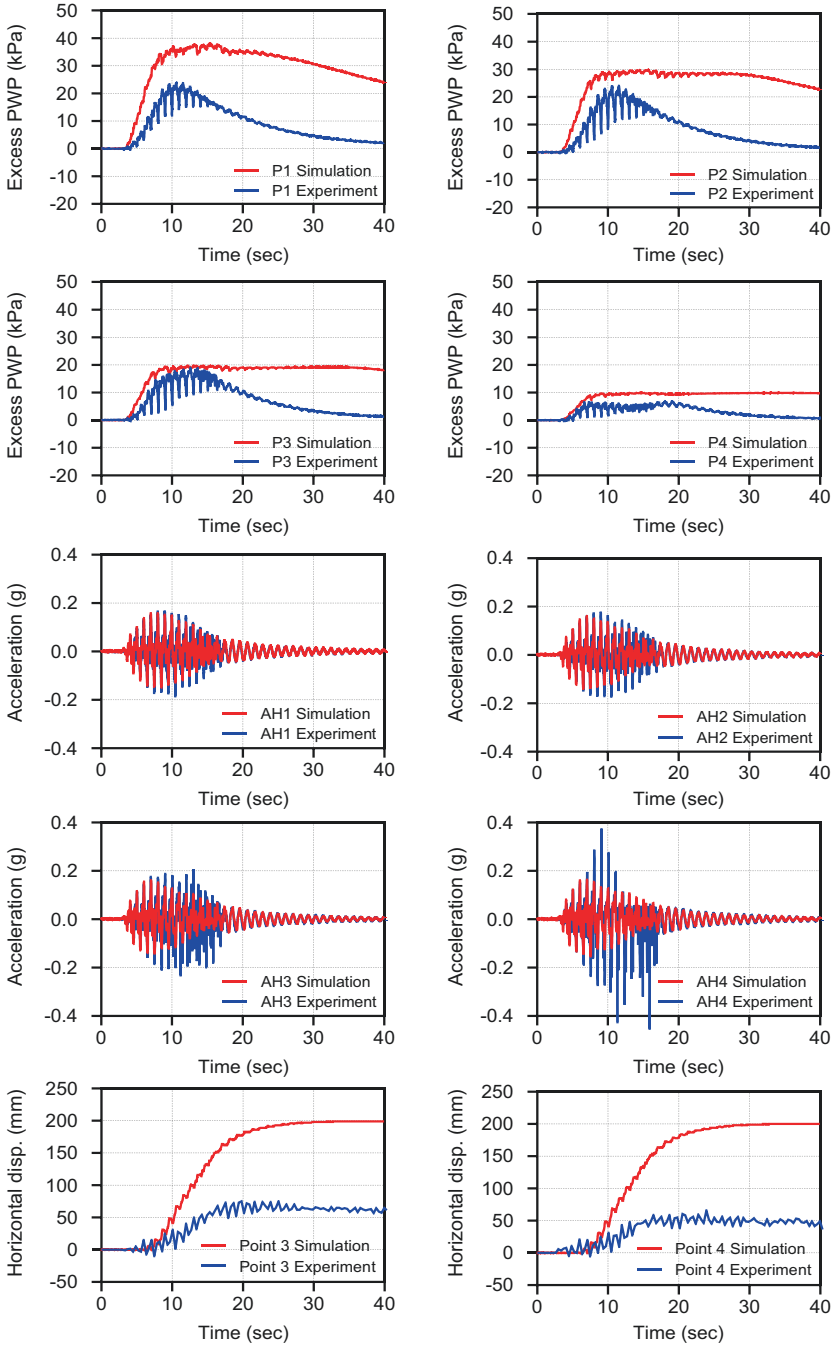 Excess PWP (kPa)
50
40
30
20
10
0
-10
-20
P1 Simulation
P1 Experiment
0 10 20 30 40
Time (sec)
Excess PWP (kPa)
50
40
30
20
10
0
-10
-20
P2 Simulation
P2 Experiment
0 10 20 30 40
Time (sec)
Excess PWP (kPa)
50
40
30
20
10
0
-10
-20
P3 Simulation
P3 Experiment
0 10 20 30 40
Time (sec)
Excess PWP (kPa)
50
40
30
20
10
0
-10
-20
P4 Simulation
P4 Experiment
0 10 20 30 40
Time (sec)
Acceleration (g)
0.4
0.2
0.0
-0.2
-0.4
AH1 Simulation
AH1 Experiment
0 10 20 30 40
Time (sec)
Acceleration (g)
0.4
0.2
0.0
-0.2
-0.4
AH2 Simulation
AH2 Experiment
0 10 20 30 40
Time (sec)
Acceleration (g)
0.4
0.2
0.0
-0.2
-0.4
AH3 Simulation
AH3 Experiment
0 10 20 30 40
Time (sec)
Acceleration (g)
0.4
0.2
0.0
-0.2
-0.4
AH4 Simulation
AH4 Experiment
0 10 20 30 40
Time (sec)
Horizontal disp. (mm)
250
200
150
100
50
0
-50
Point 3 Simulation
Point 3 Experiment
0 10 20 30 40
Time (sec)
Horizontal disp. (mm)
250
200
150
100
50
0
-50
Point 4 Simulation
Point 4 Experiment
0 10 20 30 40
Time (sec)